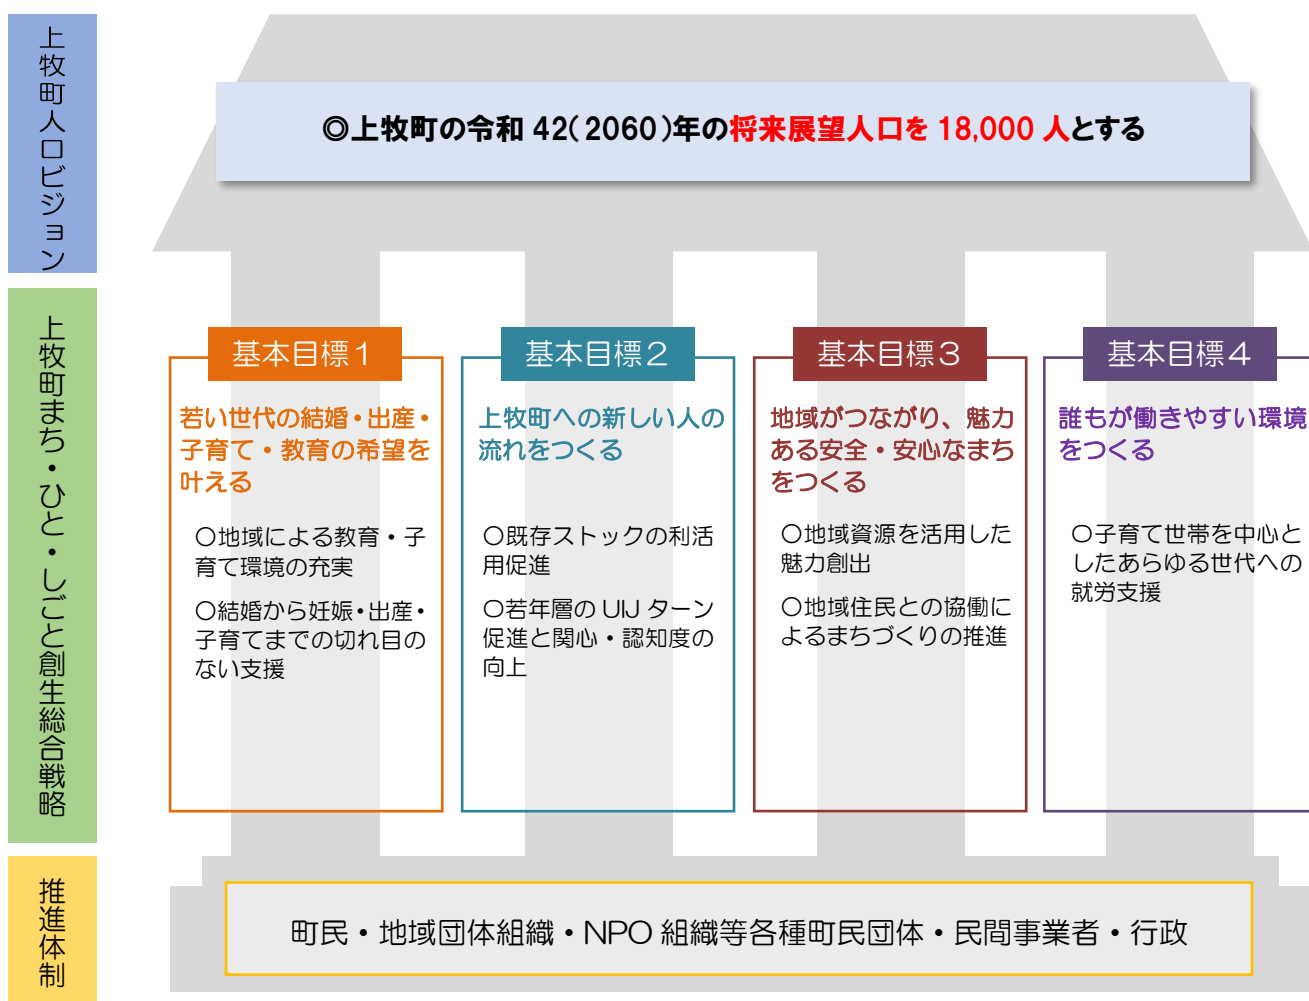 上牧町人口ビジョン
◎上牧町の令和 42(2060)年の将来展望人口を 18,000 人とする
上牧町まち・ひと・しごと創生総合戦略
基本目標１
若い世代の結婚・出産・
子育て・教育の希望を
叶える
〇地域による教育・子
育て環境の充実
〇結婚から妊娠・出産・
子育てまでの切れ目の
ない支援
基本目標２
上牧町への新しい人の
流れをつくる
〇既存ストックの利活
用促進
〇若年層の UIJ ターン
促進と関心・認知度の
向上
基本目標３
地域がつながり、魅力
ある安全・安心なまち
をつくる
〇地域資源を活用した
魅力創出
〇地域住民との協働に
よるまちづくりの推進
基本目標４
誰もが働きやすい環境
をつくる
〇子育て世帯を中心と
したあらゆる世代への
就労支援
推進体制
町民・地域団体組織・NPO 組織等各種町民団体・民間事業者・行政